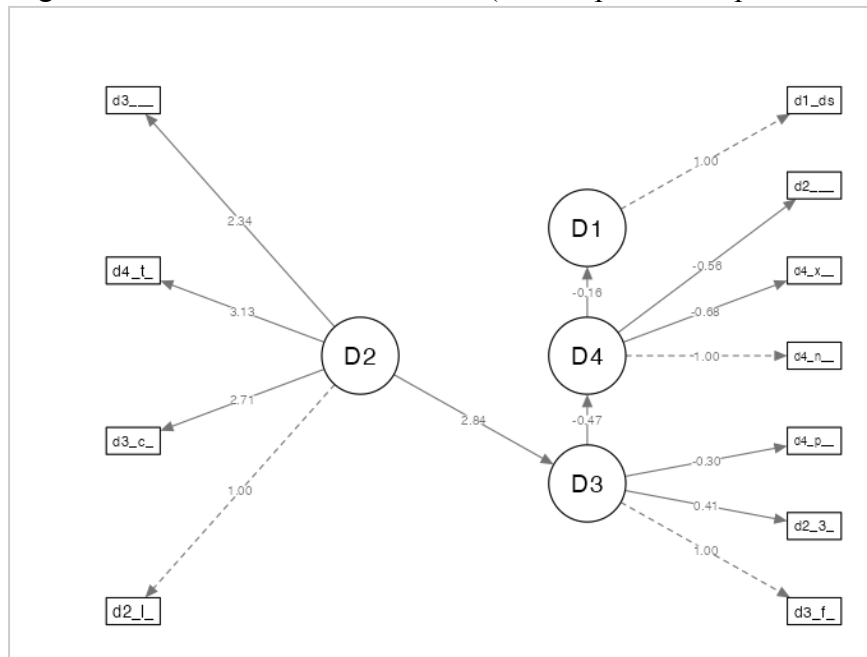 d3___
d1_ds
1.00
d2___
2.34
D1
-0.56
d4_t_
d4_x__
-0.16
-0.68
3.13
D2
D4
1.00
d4_n__
2.71
2.84
-0.47
d3_c_
d4_p__
-0.30
D3
1.00
0.41
d2_3_
1.00
d2_l_
d3_f_